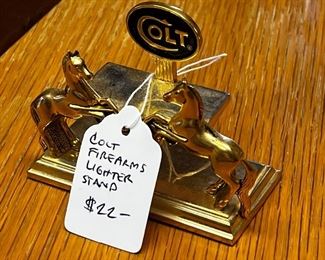 COLT
COLT
FIREARMS
LIGHTER
STAND
$22-